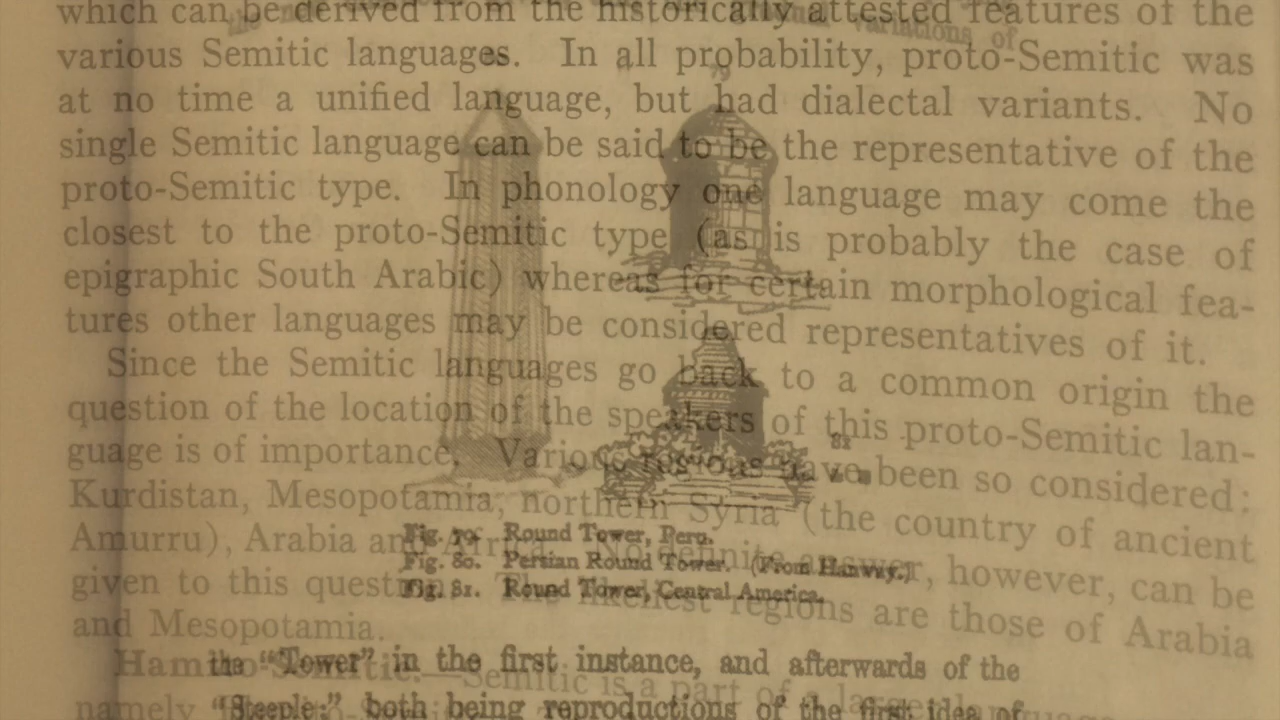 which can be derived from the historically attested features of the
variations of
various Semitic languages. In all probability, proto-Semitic was
at no time a unified language, but had dialectal variants. No
single Semitic language can be said to be the representative of the
proto-Semitic type. In phonology one language may come the
closest to the proto-Semitic type (as is probably the case of
epigraphic South Arabic) whereas for certain morphological fea-
tures other languages may be considered representatives of it.
Since the Semitic languages go back to a common origin the
question of the location of the speakers of this proto-Semitic lan-
guage is of importance. Various regions have been so considered:
Kurdistan, Mesopotamia, northern Syria (the country of ancient
Amurru), Arabia and Africa. No definite answer, however, can be
given to this question. The likeliest regions are those of Arabia
and Mesopotamia.
Hamito-Semitic.—Semitic is a part of a large
namely
79
81
Fig. 79. Round Tower, Peru.
Fig. 80. Persian Round Tower. (From Hanway.)
Fig. 81. Round Tower, Central America.
the "Tower" in the first instance, and afterwards of the
"Steeple;" both being reproductions of the first idea of